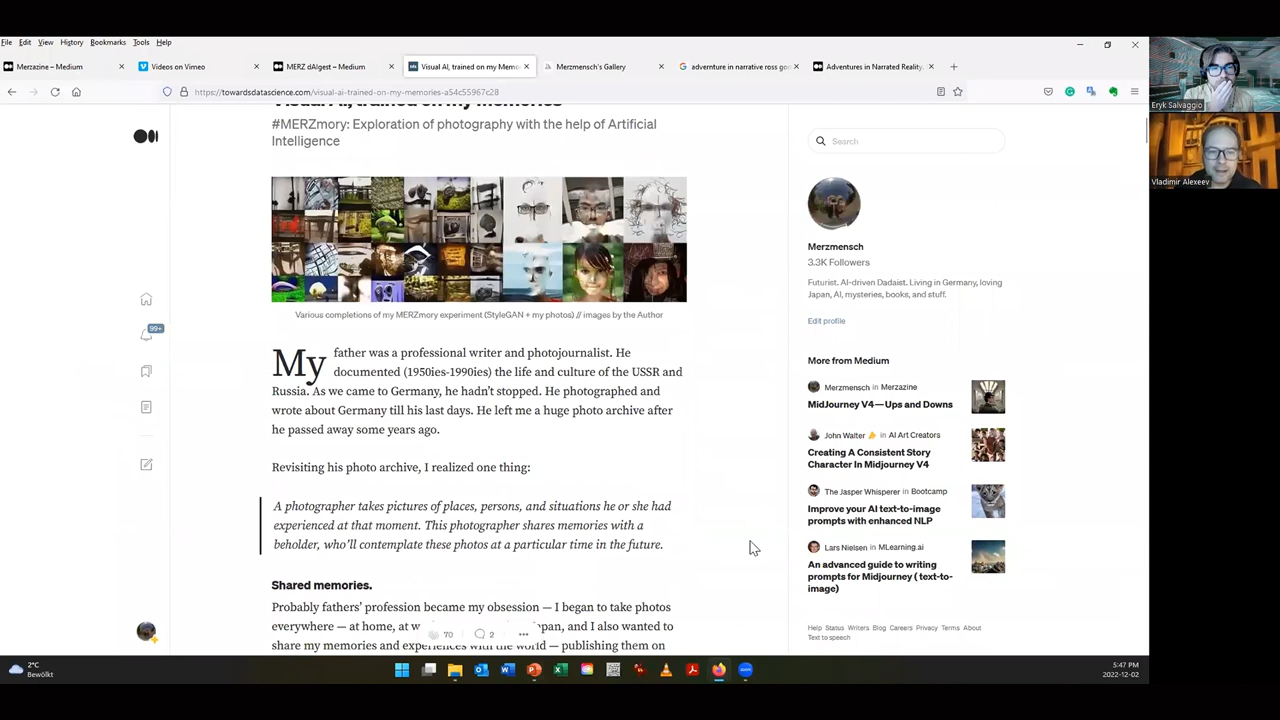 File Edit View History Bookmarks Tools Help
Merzazine – Medium
Videos on Vimeo
MERZ dAIgest – Medium
Visual AI, trained on my Memo
Merzmensch's Gallery
advernture in narrative ross goo
Adventures in Narrated Reality.
https://towardsdatascience.com/visual-ai-trained-on-my-memories-a54c55967c28
Visual AI, trained on my Memories
#MERZmory: Exploration of photography with the help of Artificial
Intelligence
Various completions of my MERZmory experiment (StyleGAN + my photos) // images by the Author
My father was a professional writer and photojournalist. He
documented (1950ies-1990ies) the life and culture of the USSR and
Russia. As we came to Germany, he hadn't stopped. He photographed and
wrote about Germany till his last days. He left me a huge photo archive after
he passed away some years ago.
Revisiting his photo archive, I realized one thing:
A photographer takes pictures of places, persons, and situations he or she had
experienced at that moment. This photographer shares memories with a
beholder, who'll contemplate these photos at a particular time in the future.
Shared memories.
Probably fathers' profession became my obsession — I began to take photos
everywhere — at home, at w pan, and I also wanted to
share my memories and experiences with the world — publishing them on
70 2
99+
Search
Merzmensch
3.3K Followers
Futurist. AI-driven Dadaist. Living in Germany, loving
Japan, AI, mysteries, books, and stuff.
Edit profile
More from Medium
Merzmensch in Merzazine
MidJourney V4 — Ups and Downs
John Walter in AI Art Creators
Creating A Consistent Story
Character In Midjourney V4
The Jasper Whisperer in Bootcamp
Improve your AI text-to-image
prompts with enhanced NLP
Lars Nielsen in MLearning.ai
An advanced guide to writing
prompts for Midjourney ( text-to-
image)
Help Status Writers Blog Careers Privacy Terms About
Text to speech
Eryk Salvaggio
Vladimir Alexeev
2°C
Bewölkt
5:47 PM
2022-12-02